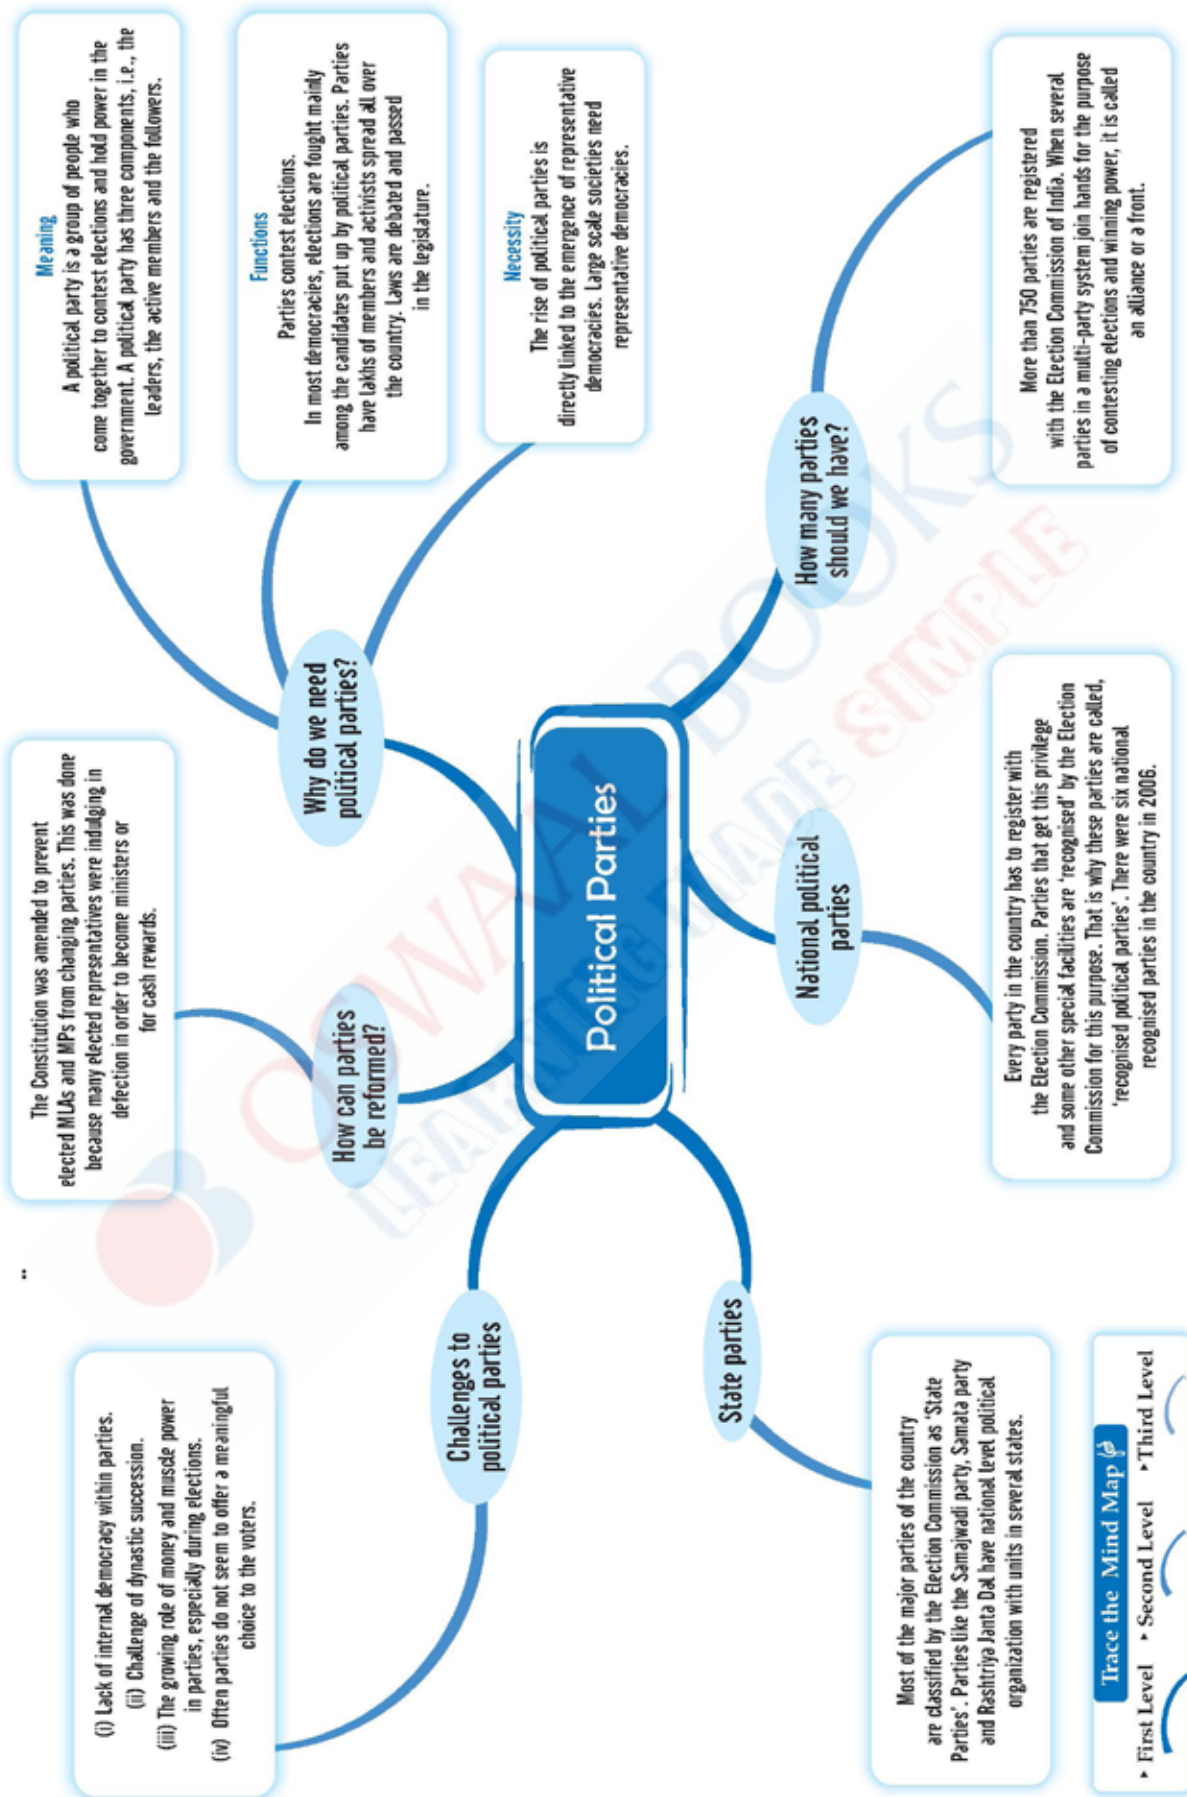 Meaning
A political party is a group of people who
come together to contest elections and hold power in the
government. A political party has three components, i.e., the
leaders, the active members and the followers.
Functions
Parties contest elections.
In most democracies, elections are fought mainly
among the candidates put up by political parties. Parties
have lakhs of members and activists spread all over
the country. Laws are debated and passed
in the legislature.
Necessity
The rise of political parties is
directly linked to the emergence of representative
democracies. Large scale societies need
representative democracies.
Why do we need
political parties?
The Constitution was amended to prevent
elected MLAs and MPs from changing parties. This was done
because many elected representatives were indulging in
defection in order to become ministers or
for cash rewards.
How can parties
be reformed?
(i) Lack of internal democracy within parties.
(ii) Challenge of dynastic succession.
(iii) The growing role of money and muscle power
in parties, especially during elections.
(iv) Often parties do not seem to offer a meaningful
choice to the voters.
Challenges to
political parties
Political Parties
How many parties
should we have?
More than 750 parties are registered
with the Election Commission of India. When several
parties in a multi-party system join hands for the purpose
of contesting elections and winning power, it is called
an alliance or a front.
National political
parties
Every party in the country has to register with
the Election Commission. Parties that get this privilege
and some other special facilities are 'recognised' by the Election
Commission for this purpose. That is why these parties are called,
'recognised political parties'. There were six national
recognised parties in the country in 2006.
State parties
Most of the major parties of the country
are classified by the Election Commission as 'State
Parties'. Parties like the Samajwadi party, Samata party
and Rashtriya Janta Dal have national level political
organization with units in several states.
Trace the Mind Map
▸ First Level ▸ Second Level ▸ Third Level
OSWAAL BOOKS
LEARNING MADE SIMPLE